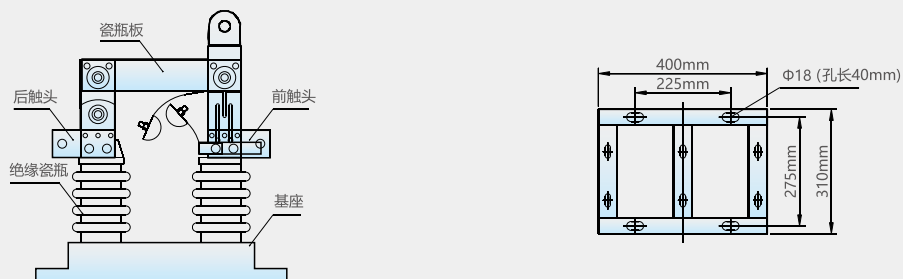 瓷瓶板
后触头
前触头
绝缘瓷瓶
基座
400mm
225mm
Φ18 (孔长40mm)
275mm
310mm